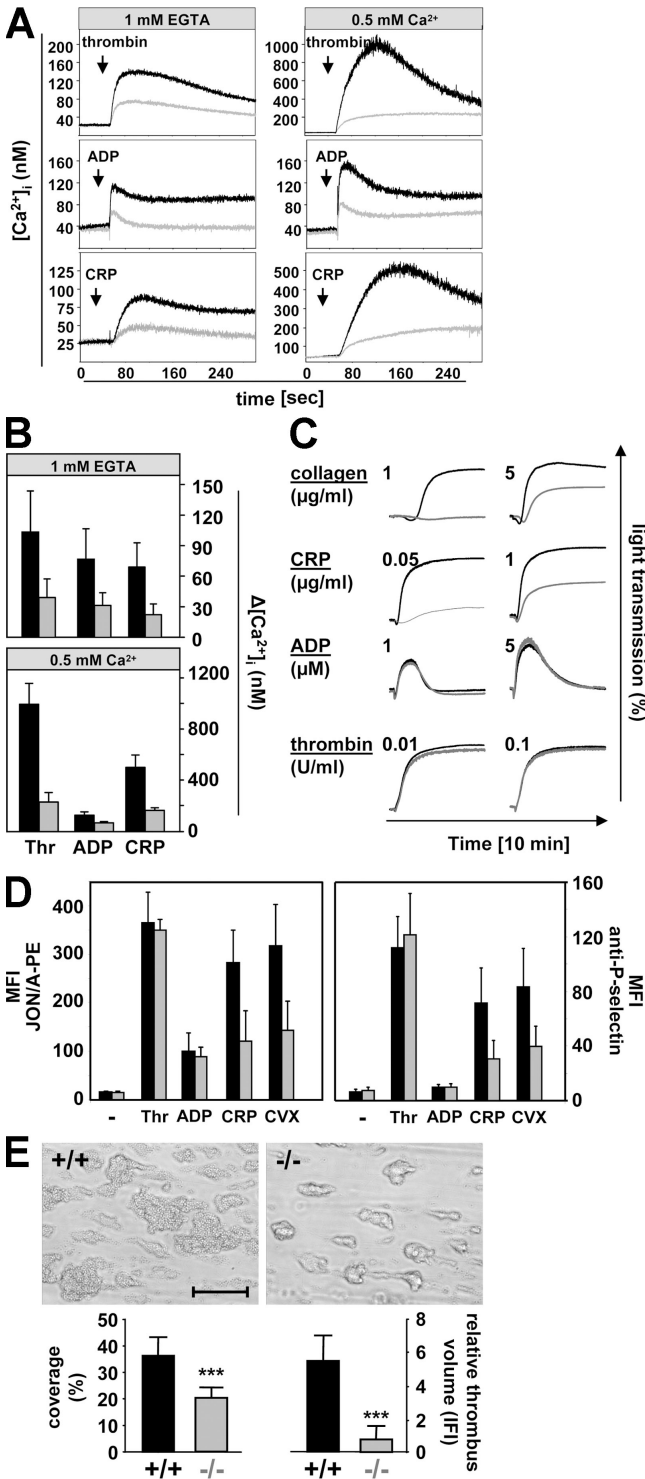 A
1 mM EGTA
0.5 mM Ca²⁺
thrombin
200
160
120
80
40
thrombin
1000
800
600
400
200
ADP
160
120
80
40
ADP
160
120
80
40
CRP
125
100
75
50
25
CRP
500
400
300
200
100
[Ca²⁺]i (nM)
0 80 160 240
0 80 160 240
time [sec]
B
1 mM EGTA
150
120
90
60
30
0
0.5 mM Ca²⁺
1200
800
400
0
Δ[Ca²⁺]i (nM)
Thr ADP CRP
C
collagen
(µg/ml)
1
5
CRP
(µg/ml)
0.05
1
ADP
(µM)
1
5
thrombin
(U/ml)
0.01
0.1
light transmission (%)
Time [10 min]
D
400
300
200
100
0
MFI
JON/A-PE
- Thr ADP CRP CVX
160
120
80
40
0
MFI
anti-P-selectin
- Thr ADP CRP CVX
E
+/+
-/-
50
40
30
20
10
0
coverage
(%)
***
+/+ -/-
8
6
4
2
0
relative thrombus
volume (IFI)
***
+/+ -/-